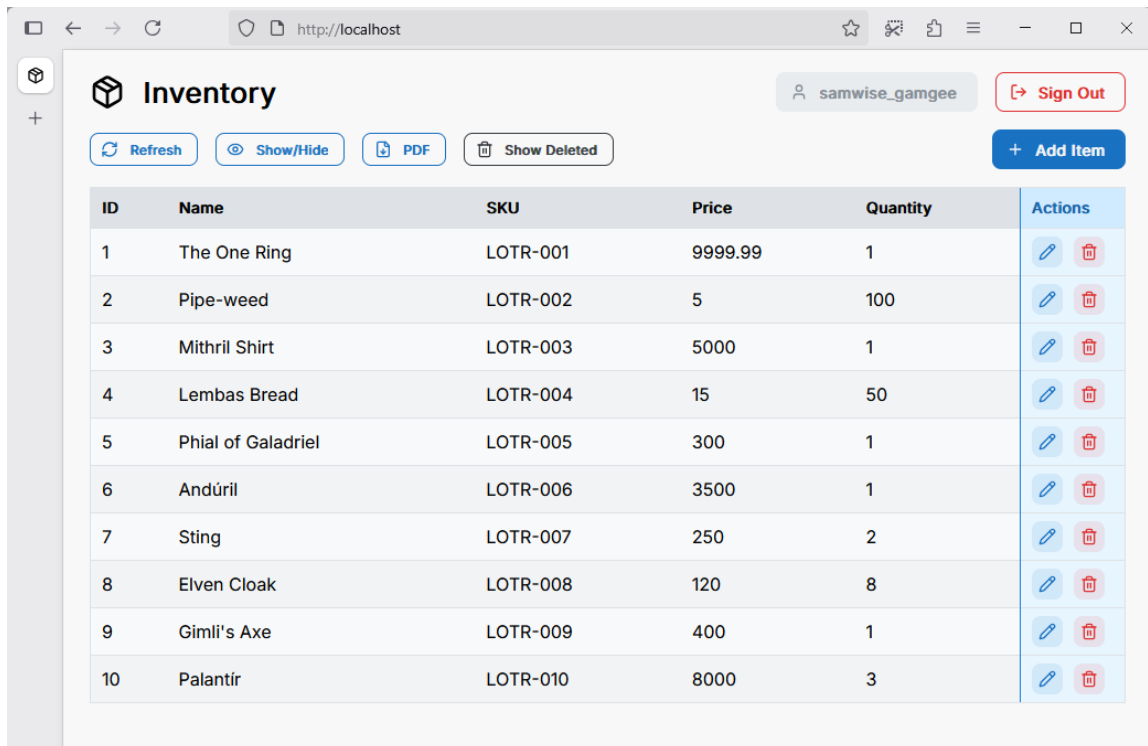 http://localhost
Inventory samwise_gamgee Sign Out
Refresh Show/Hide PDF Show Deleted + Add Item
ID Name SKU Price Quantity Actions
1 The One Ring LOTR-001 9999.99 1
2 Pipe-weed LOTR-002 5 100
3 Mithril Shirt LOTR-003 5000 1
4 Lembas Bread LOTR-004 15 50
5 Phial of Galadriel LOTR-005 300 1
6 Andúril LOTR-006 3500 1
7 Sting LOTR-007 250 2
8 Elven Cloak LOTR-008 120 8
9 Gimli's Axe LOTR-009 400 1
10 Palantír LOTR-010 8000 3